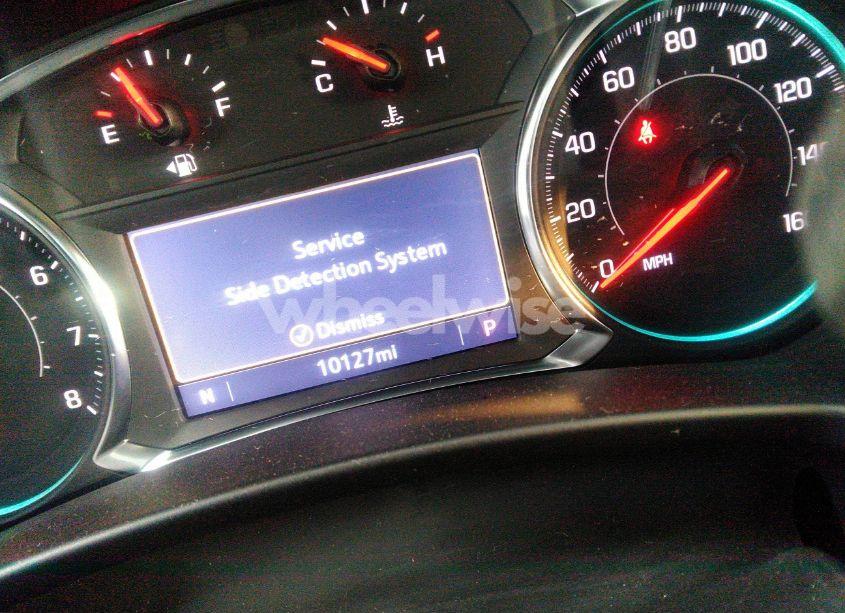 E
F
C
H
Service
Side Detection System
Dismiss
10127mi
N
P
6
7
8
0
20
40
60
80
100
120
140
16
MPH
wheelwise